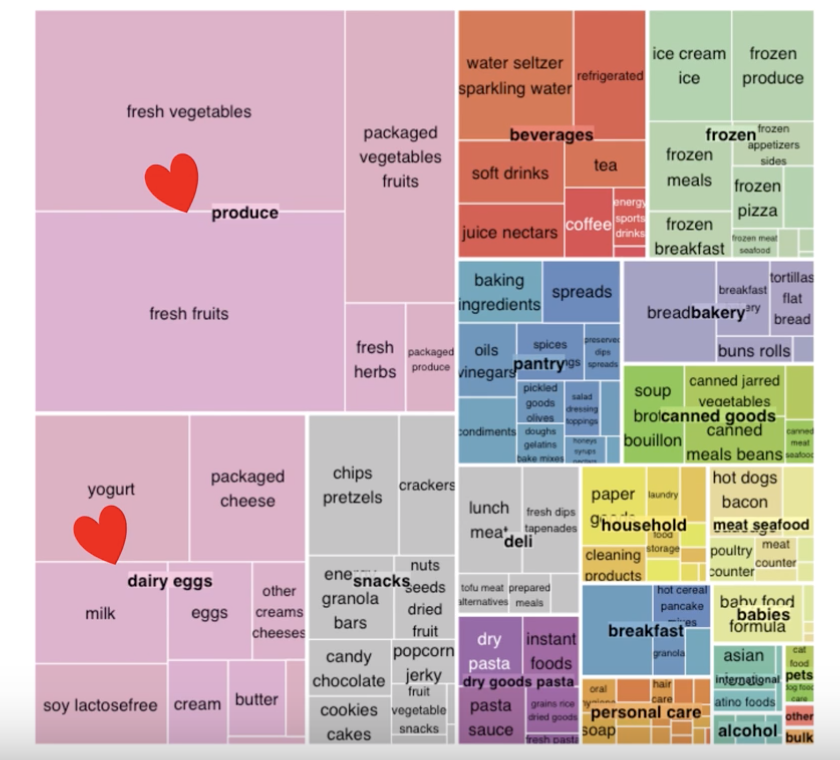 fresh vegetables
produce
fresh fruits
packaged
vegetables
fruits
fresh
herbs
packaged
produce
water seltzer
sparkling water
refrigerated
beverages
soft drinks
tea
juice nectars
coffee
energy
sports
drinks
ice cream
ice
frozen
produce
frozen
frozen
appetizers
sides
frozen
meals
frozen
pizza
frozen
breakfast
frozen meat
seafood
baking
ingredients
spreads
oils
vinegars
spices
pantry
preserved
dips
spreads
pickled
goods
olives
salad
dressing
toppings
condiments
doughs
gelatins
bake mixes
honeys
syrups
bread
bakery
breakfast
tortillas
flat
bread
buns rolls
soup
bouillon
canned jarred
vegetables
canned goods
canned
meals beans
canned
meat
seafood
yogurt
packaged
cheese
dairy eggs
milk
eggs
other
creams
cheeses
soy lactosefree
cream
butter
chips
pretzels
crackers
snacks
granola
bars
nuts
seeds
dried
fruit
candy
chocolate
popcorn
jerky
cookies
cakes
fruit
vegetable
snacks
lunch
deli
fresh dips
tapenades
tofu meat
alternatives
prepared
meals
dry
pasta
instant
foods
dry goods pasta
pasta
sauce
grains rice
dried goods
fresh pasta
paper
laundry
household
food
storage
cleaning
products
hot dogs
bacon
meat seafood
poultry
counter
meat
counter
hot cereal
pancake
mixes
breakfast
granola
baby food
babies
formula
oral
hair
care
personal care
soap
asian
international
latino foods
alcohol
cat
food
pets
dog food
care
other
bulk